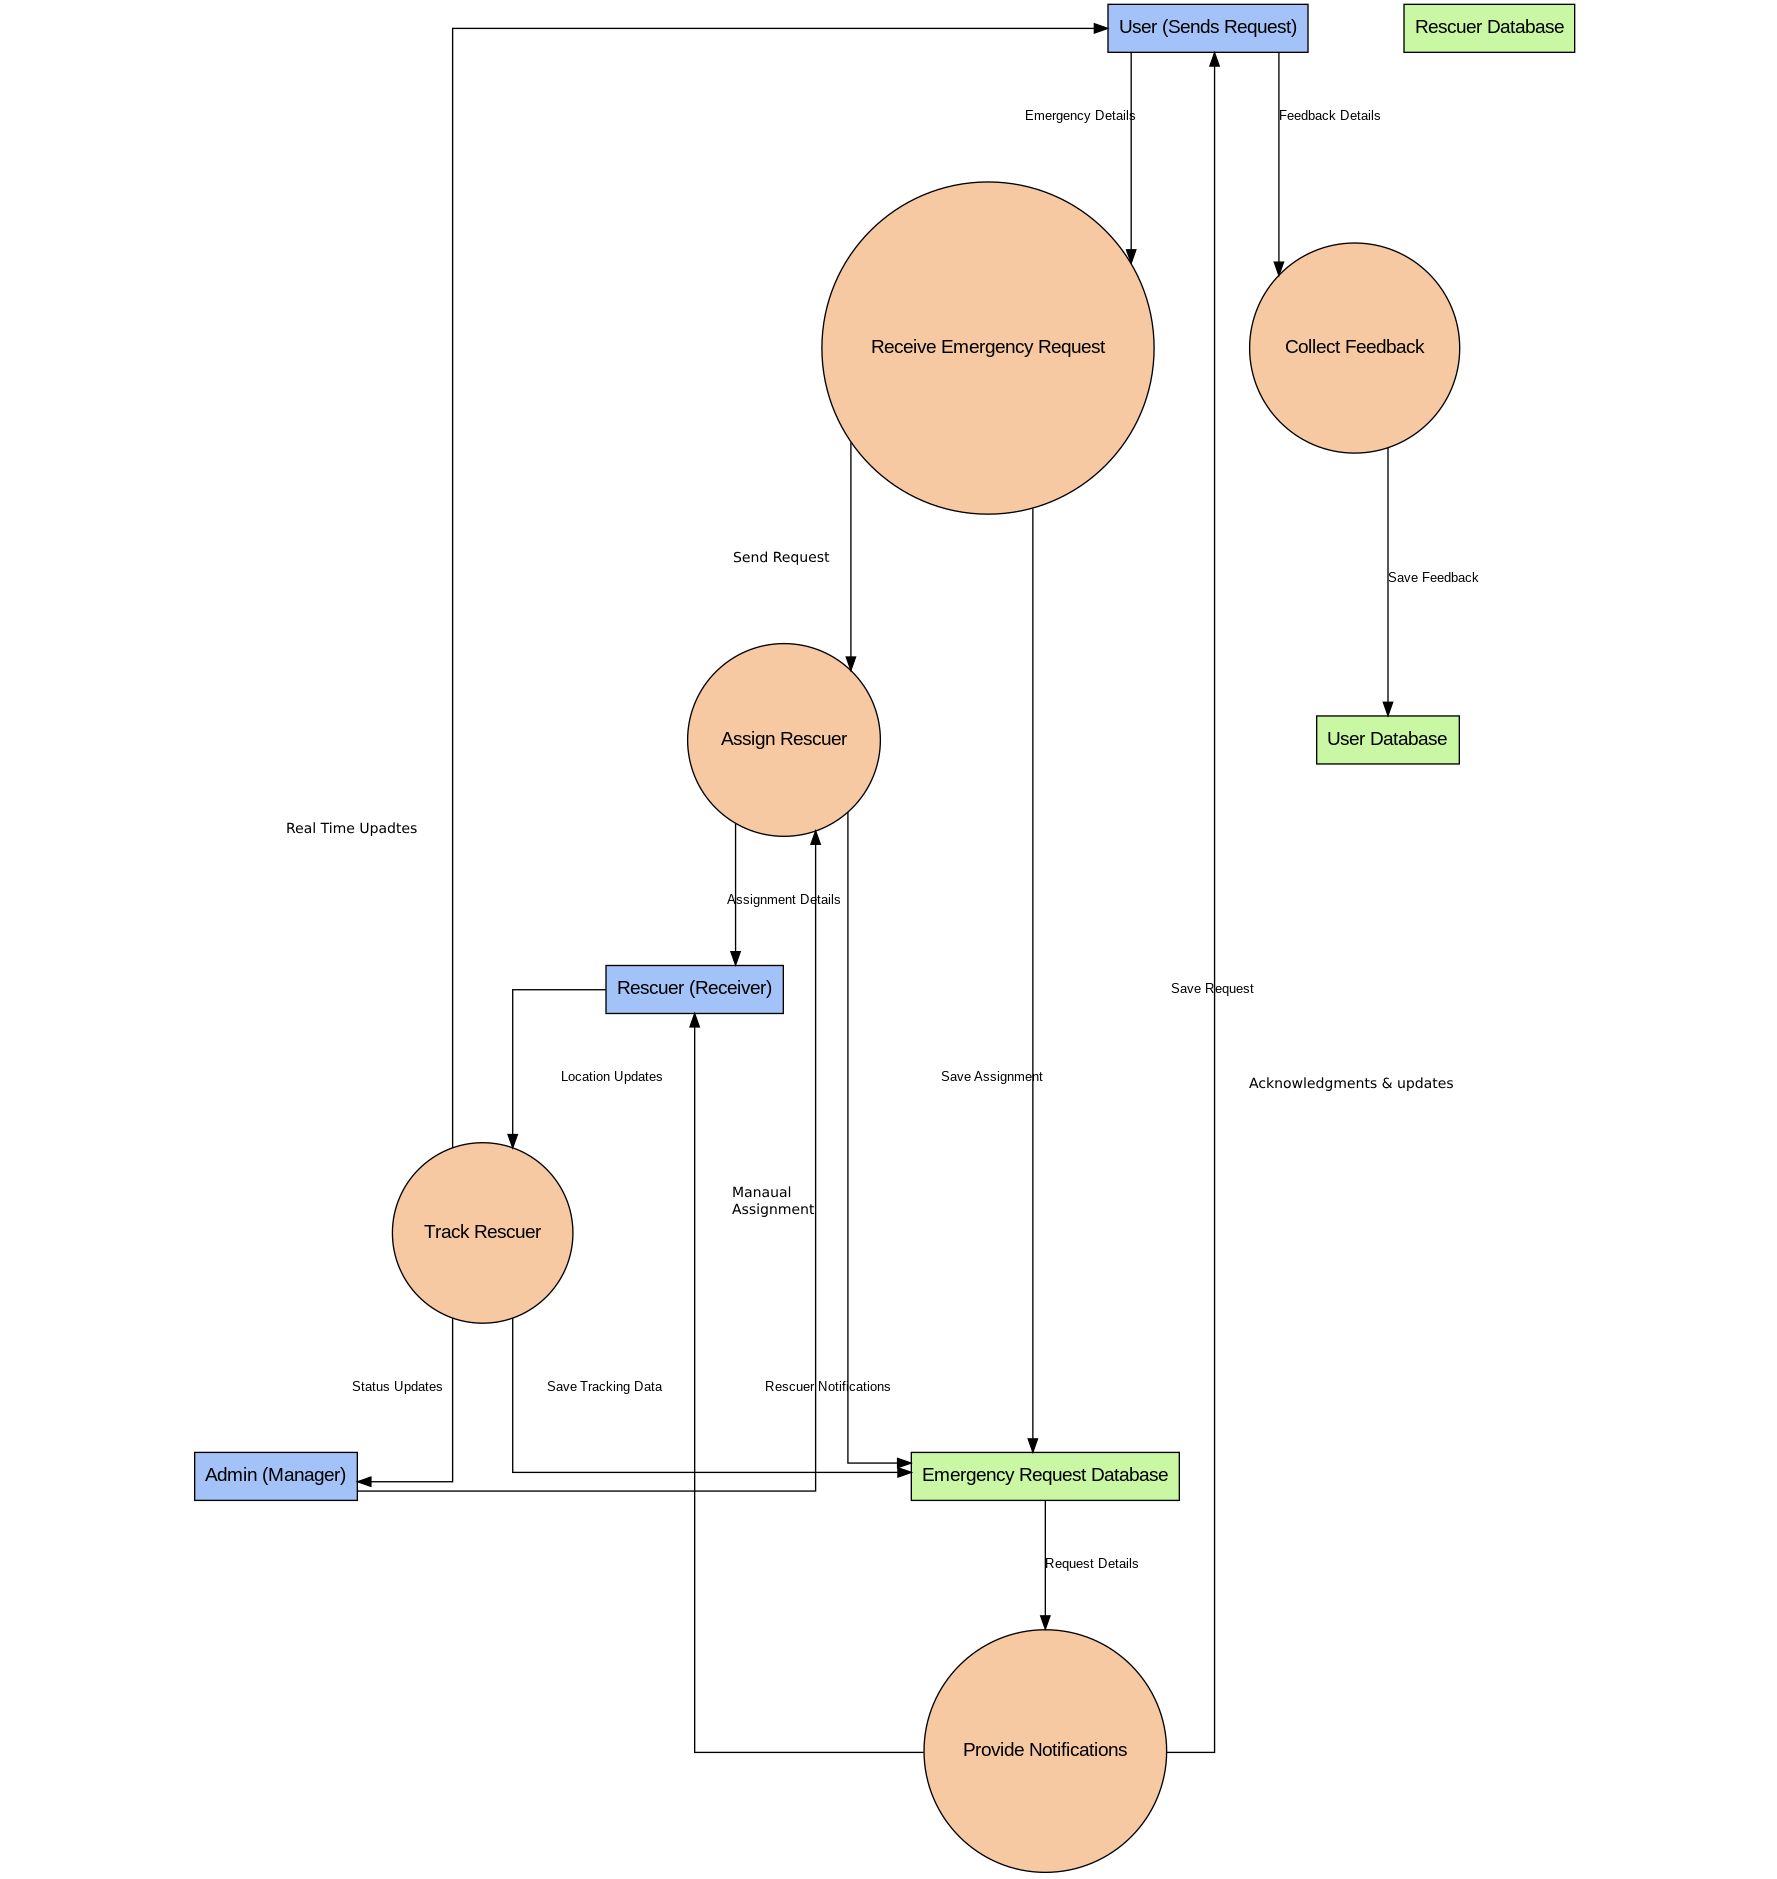 User (Sends Request)
Rescuer Database
Emergency Details
Feedback Details
Receive Emergency Request
Collect Feedback
Send Request
Save Feedback
Assign Rescuer
User Database
Real Time Upadtes
Assignment Details
Rescuer (Receiver)
Save Request
Location Updates
Save Assignment
Acknowledgments & updates
Manaual
Assignment
Track Rescuer
Status Updates
Save Tracking Data
Rescuer Notifications
Admin (Manager)
Emergency Request Database
Request Details
Provide Notifications